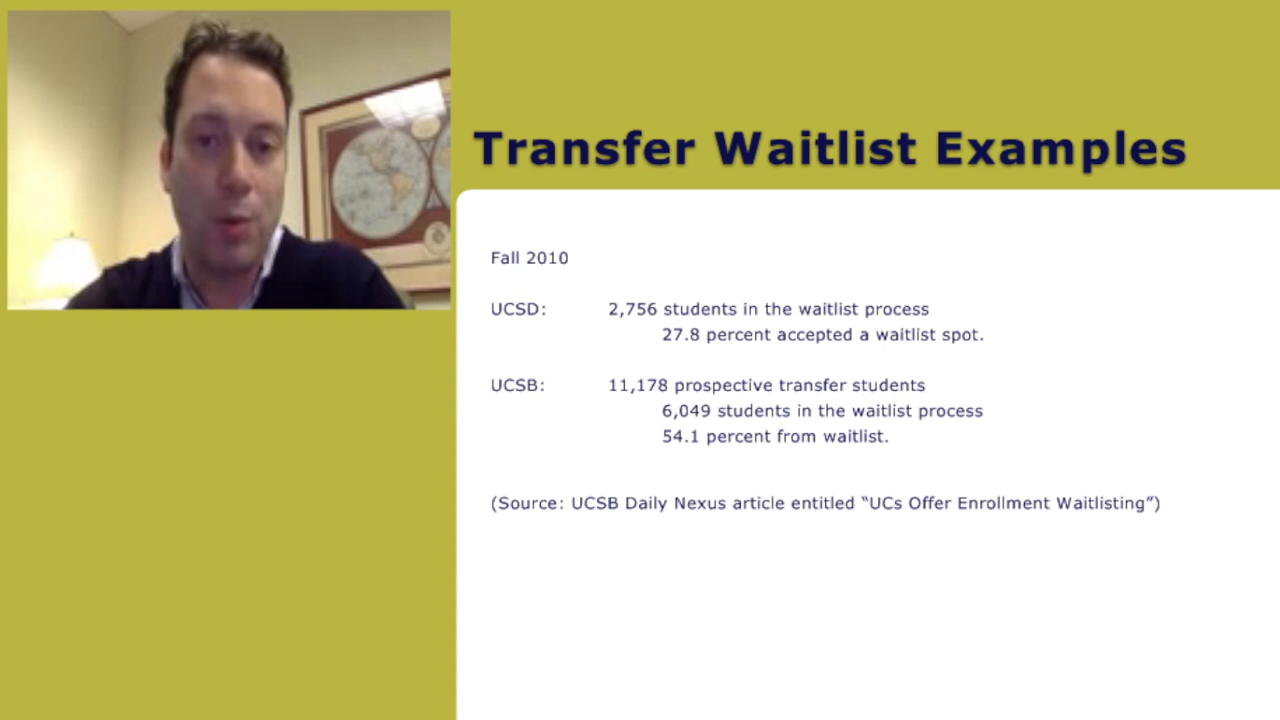 Transfer Waitlist Examples
Fall 2010
UCSD: 2,756 students in the waitlist process
27.8 percent accepted a waitlist spot.
UCSB: 11,178 prospective transfer students
6,049 students in the waitlist process
54.1 percent from waitlist.
(Source: UCSB Daily Nexus article entitled “UCs Offer Enrollment Waitlisting”)